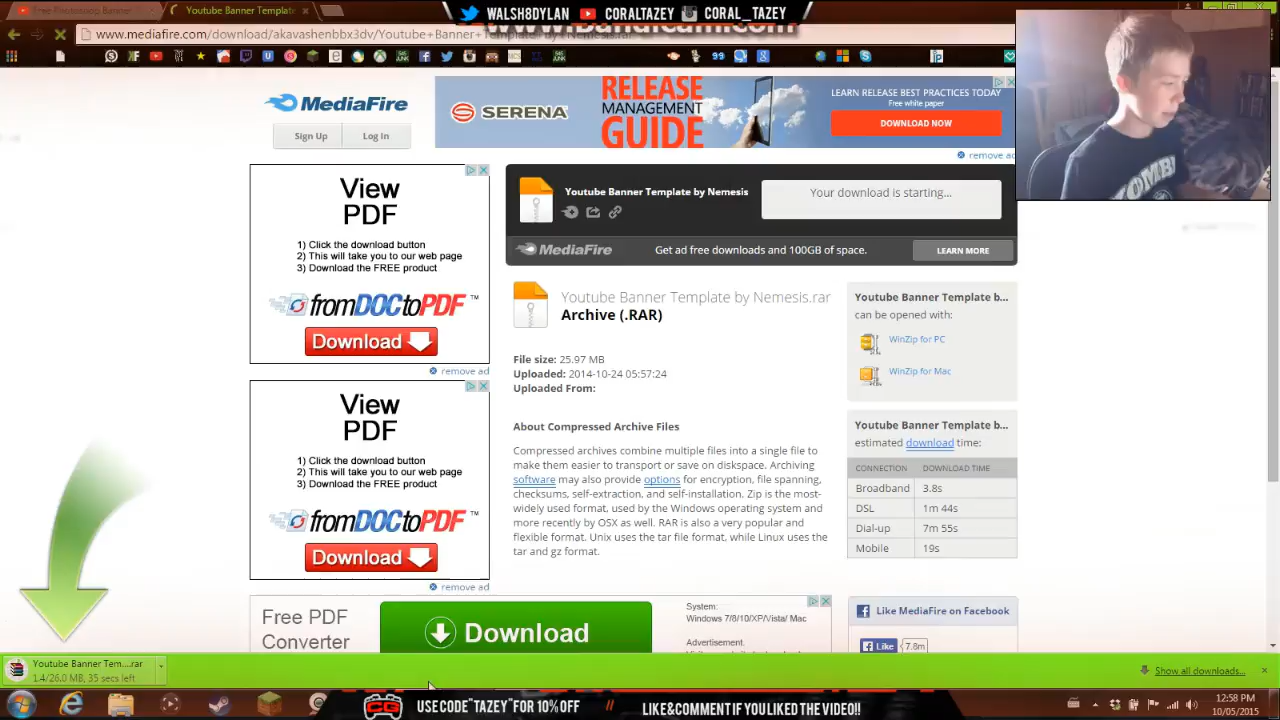 Free Photoshop Ban
Youtube Banner Template
WALSH8DYLAN
CORALTAZEY
CORAL_TAZEY
www.Bandicam.com
www.mediafire.com/download/akavasherbbx3dv/Youtube+Banner+Template+by+Nemesis.rar
MediaFire
Sign Up
Log In
SERENA
RELEASE
MANAGEMENT
GUIDE
LEARN RELEASE BEST PRACTICES TODAY
Free white paper
DOWNLOAD NOW
remove ad
View
PDF
1) Click the download button
2) This will take you to our web page
3) Download the FREE product
fromDOCtoPDF™
Download
remove ad
Youtube Banner Template by Nemesis
Your download is starting...
MediaFire
Get ad free downloads and 100GB of space.
LEARN MORE
Youtube Banner Template by Nemesis.rar
Archive (.RAR)
File size: 25.97 MB
Uploaded: 2014-10-24 05:57:24
Uploaded From:
About Compressed Archive Files
Compressed archives combine multiple files into a single file to
make them easier to transport or save on diskspace. Archiving
software may also provide options for encryption, file spanning,
checksums, self-extraction, and self-installation. Zip is the most-
widely used format, used by the Windows operating system and
more recently by OSX as well. RAR is also a very popular and
flexible format. Unix uses the tar file format, while Linux uses the
tar and gz format.
Youtube Banner Template b...
can be opened with:
WinZip for PC
WinZip for Mac
Youtube Banner Template b...
estimated download time:
CONNECTION DOWNLOAD TIME
Broadband 3.8s
DSL 1m 44s
Dial-up 7m 55s
Mobile 19s
View
PDF
1) Click the download button
2) This will take you to our web page
3) Download the FREE product
fromDOCtoPDF™
Download
remove ad
Free PDF
Converter
Download
System:
Windows 7/8/10/XP/Vista/ Mac
Advertisement.
Like MediaFire on Facebook
Like 7.8m
Youtube Banner Tem....rar
1.4/26.0 MB, 35 secs left
Show all downloads...
CG
USE CODE"TAZEY"FOR 10% OFF
//
LIKE&COMMENT IF YOU LIKED THE VIDEO!!
12:58 PM
10/05/2015